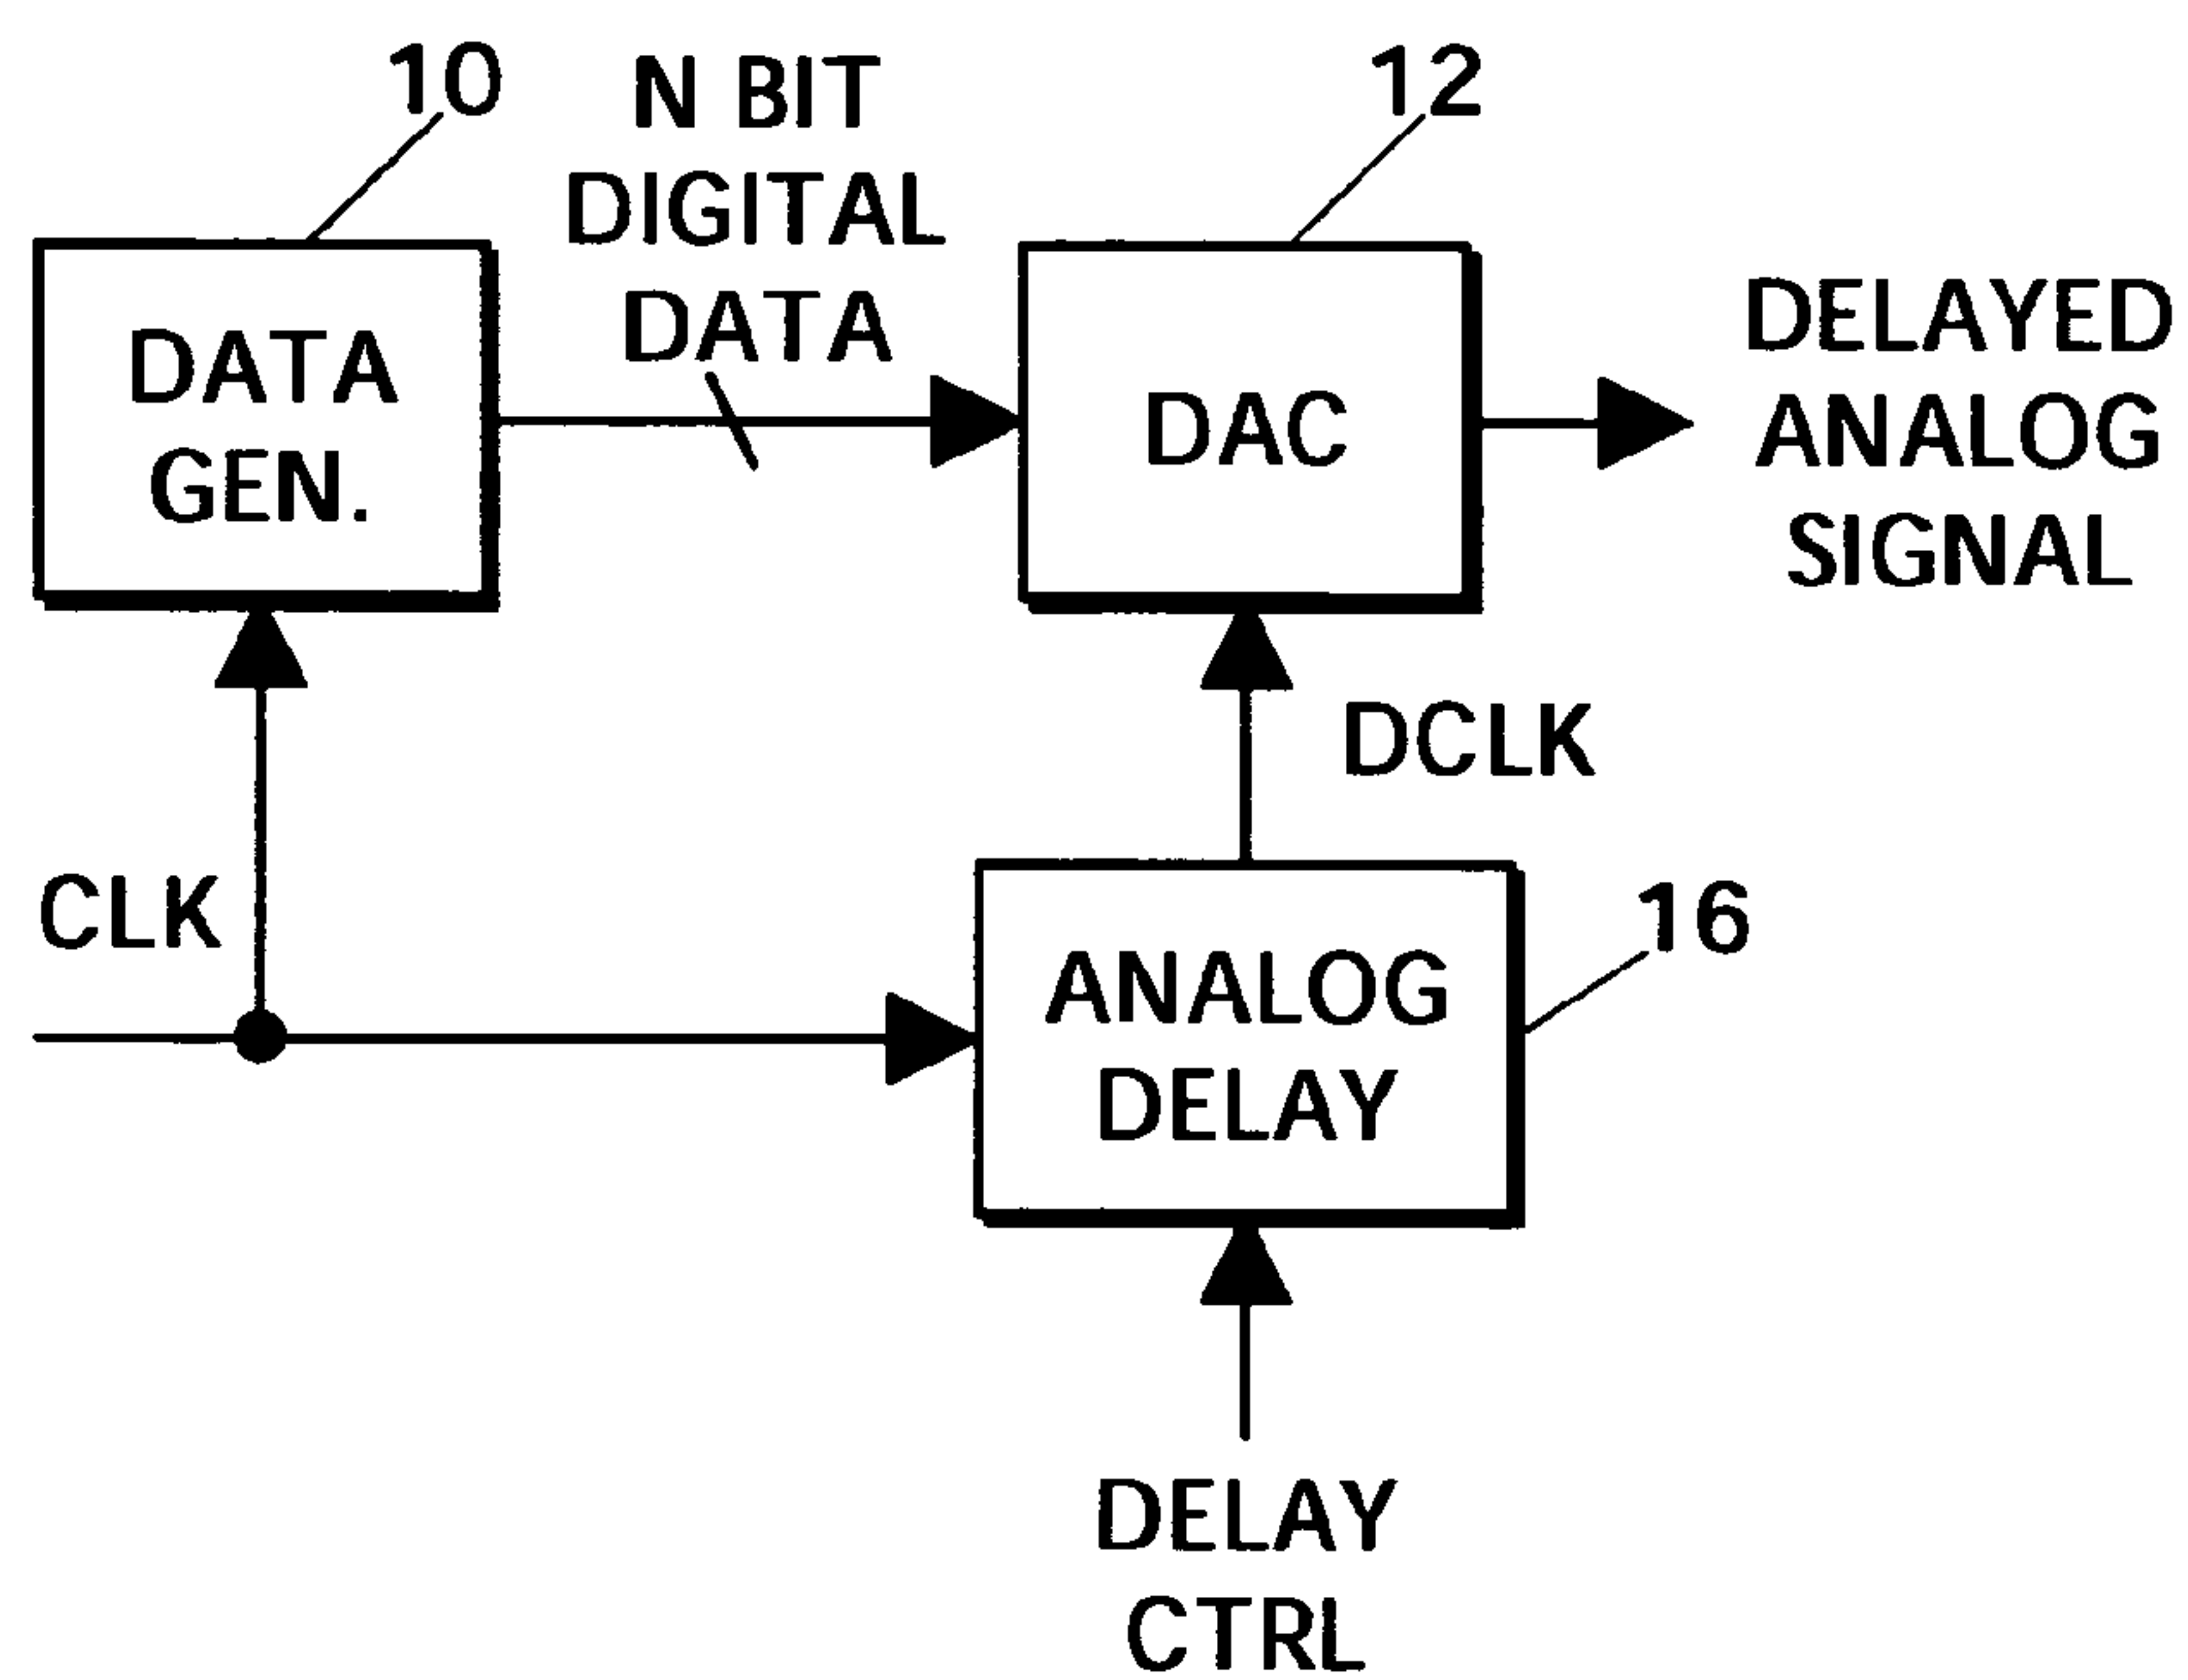 10
N BIT
DIGITAL
DATA
12
DATA
GEN.
DAC
DELAYED
ANALOG
SIGNAL
CLK
DCLK
16
ANALOG
DELAY
DELAY
CTRL